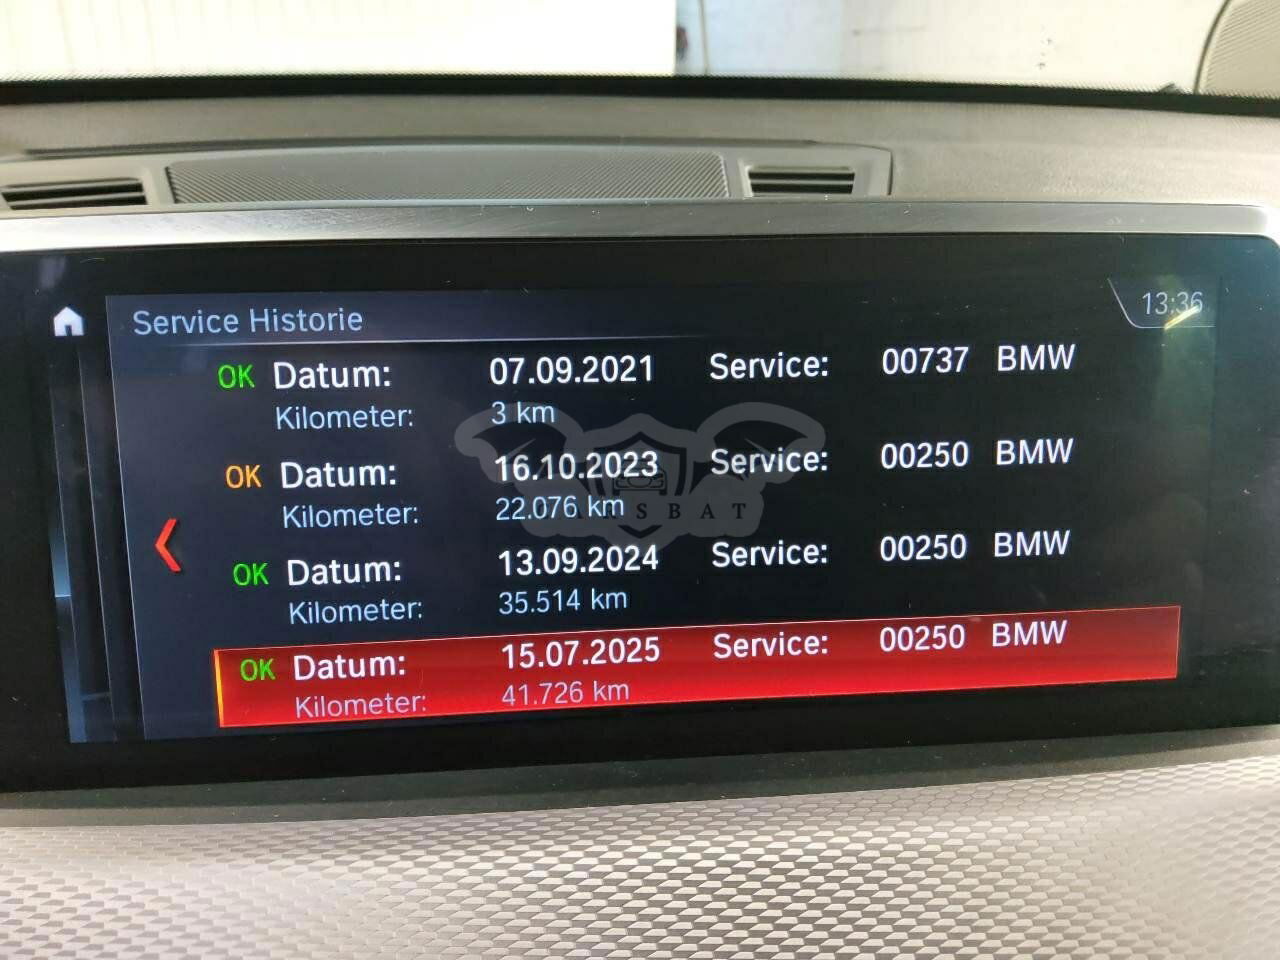 Service Historie
13:36
OK Datum: 07.09.2021 Service: 00737 BMW
Kilometer: 3 km
OK Datum: 16.10.2023 Service: 00250 BMW
Kilometer: 22.076 km
CARSBAT
OK Datum: 13.09.2024 Service: 00250 BMW
Kilometer: 35.514 km
OK Datum: 15.07.2025 Service: 00250 BMW
Kilometer: 41.726 km